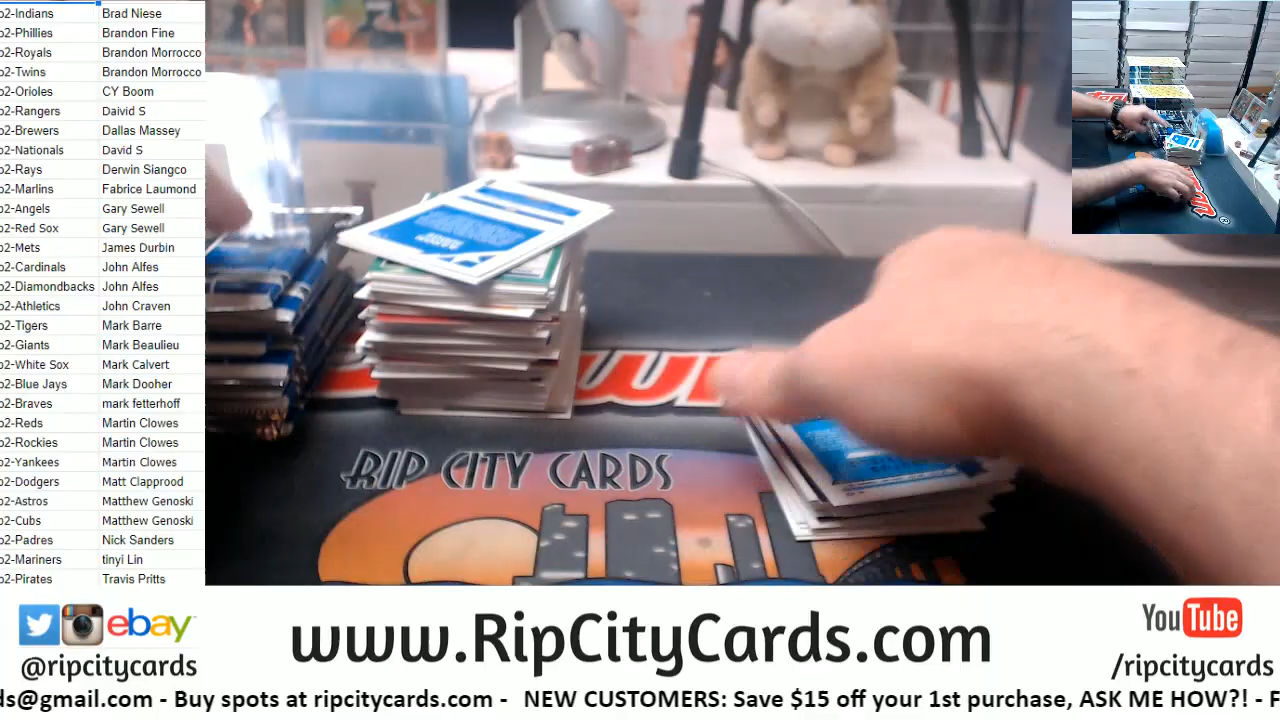 o2-Indians Brad Niese
o2-Phillies Brandon Fine
o2-Royals Brandon Morrocco
o2-Twins Brandon Morrocco
o2-Orioles CY Boom
o2-Rangers Daivid S
o2-Brewers Dallas Massey
o2-Nationals David S
o2-Rays Derwin Siangco
o2-Marlins Fabrice Laumond
o2-Angels Gary Sewell
o2-Red Sox Gary Sewell
o2-Mets James Durbin
o2-Cardinals John Alfes
o2-Diamondbacks John Alfes
o2-Athletics John Craven
o2-Tigers Mark Barre
o2-Giants Mark Beaulieu
o2-White Sox Mark Calvert
o2-Blue Jays Mark Dooher
o2-Braves mark fetterhoff
o2-Reds Martin Clowes
o2-Rockies Martin Clowes
o2-Yankees Martin Clowes
o2-Dodgers Matt Clapprood
o2-Astros Matthew Genoski
o2-Cubs Matthew Genoski
o2-Padres Nick Sanders
o2-Mariners tinyi Lin
o2-Pirates Travis Pritts
RIP CITY CARDS
ebay
@ripcitycards
www.RipCityCards.com
YouTube
/ripcitycards
ds@gmail.com - Buy spots at ripcitycards.com - NEW CUSTOMERS: Save $15 off your 1st purchase, ASK ME HOW?! - F